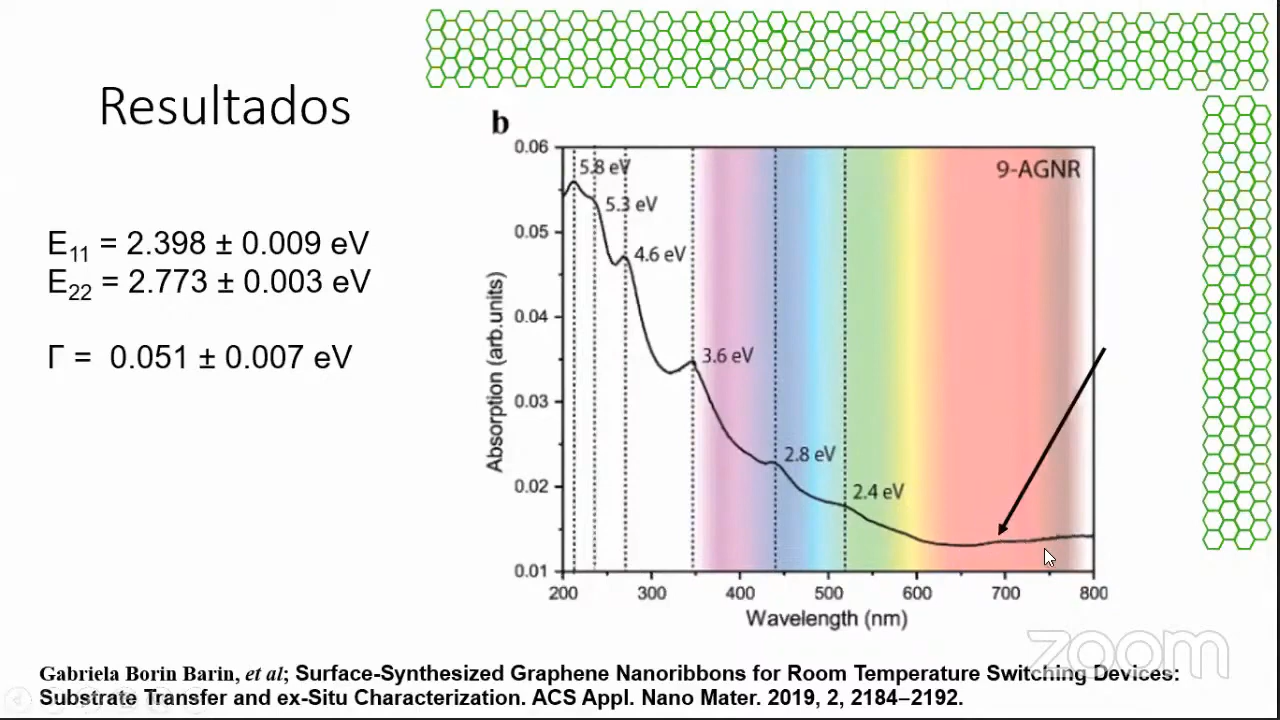 Resultados
E11 = 2.398 ± 0.009 eV
E22 = 2.773 ± 0.003 eV
Γ = 0.051 ± 0.007 eV
b
9-AGNR
5.8 eV
5.3 eV
4.6 eV
3.6 eV
2.8 eV
2.4 eV
0.06
0.05
0.04
0.03
0.02
0.01
Absorption (arb.units)
200 300 400 500 600 700 800
Wavelength (nm)
zoom
Gabriela Borin Barin, et al; Surface-Synthesized Graphene Nanoribbons for Room Temperature Switching Devices:
Substrate Transfer and ex-Situ Characterization. ACS Appl. Nano Mater. 2019, 2, 2184–2192.